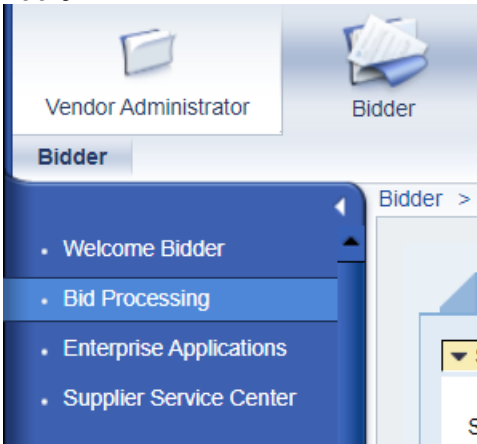 Vendor Administrator
Bidder
Bidder
Bidder >
Welcome Bidder
Bid Processing
Enterprise Applications
Supplier Service Center